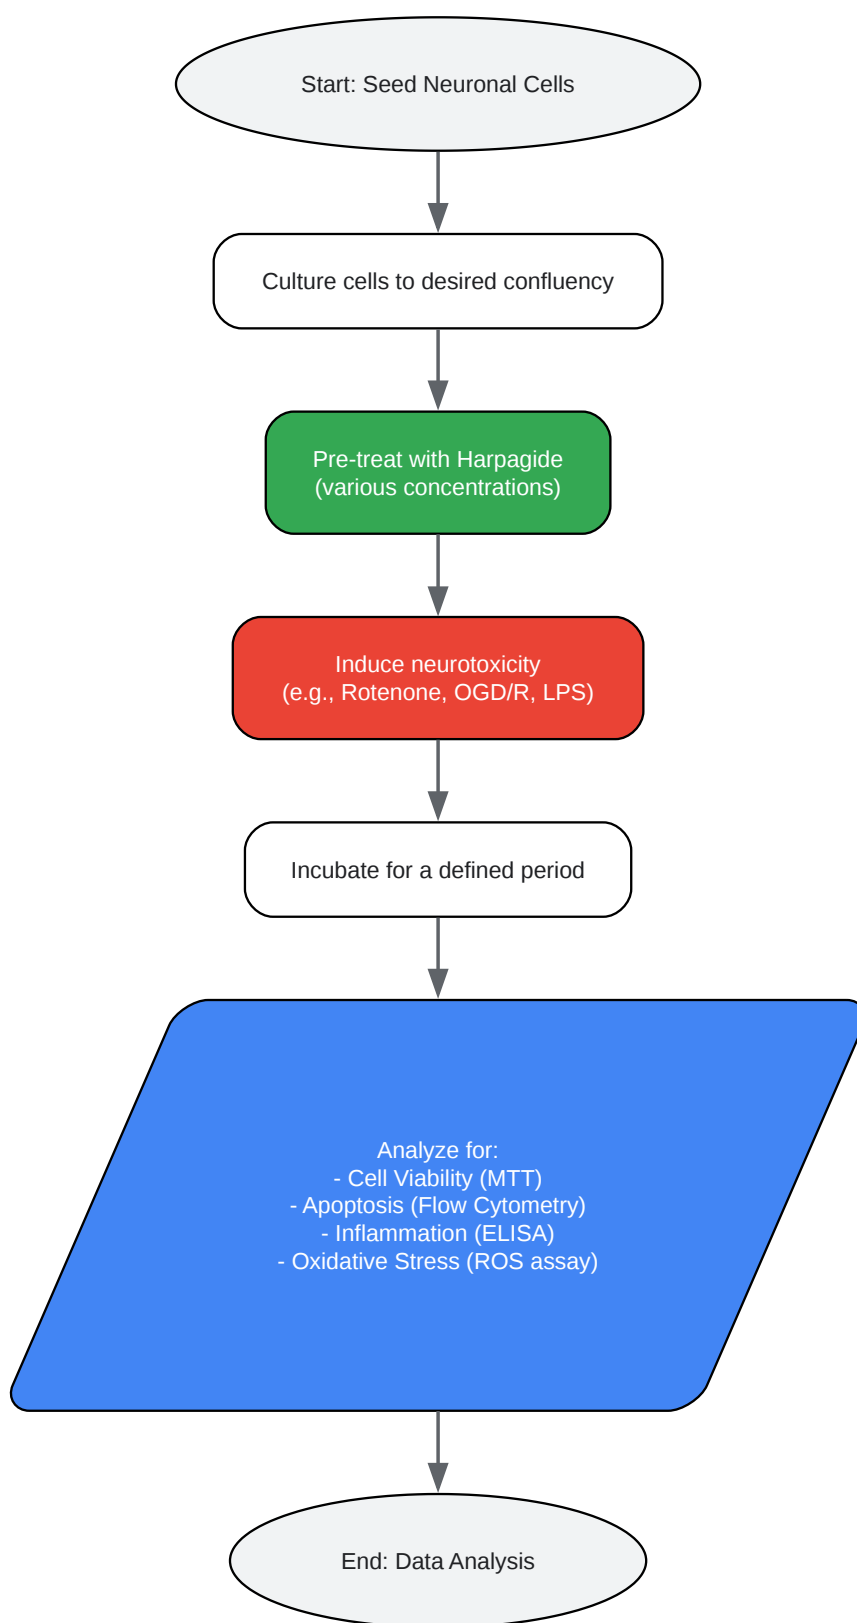 Start: Seed Neuronal Cells
Culture cells to desired confluency
Pre-treat with Harpagide
(various concentrations)
Induce neurotoxicity
(e.g., Rotenone, OGD/R, LPS)
Incubate for a defined period
Analyze for:
- Cell Viability (MTT)
- Apoptosis (Flow Cytometry)
- Inflammation (ELISA)
- Oxidative Stress (ROS assay)
End: Data Analysis